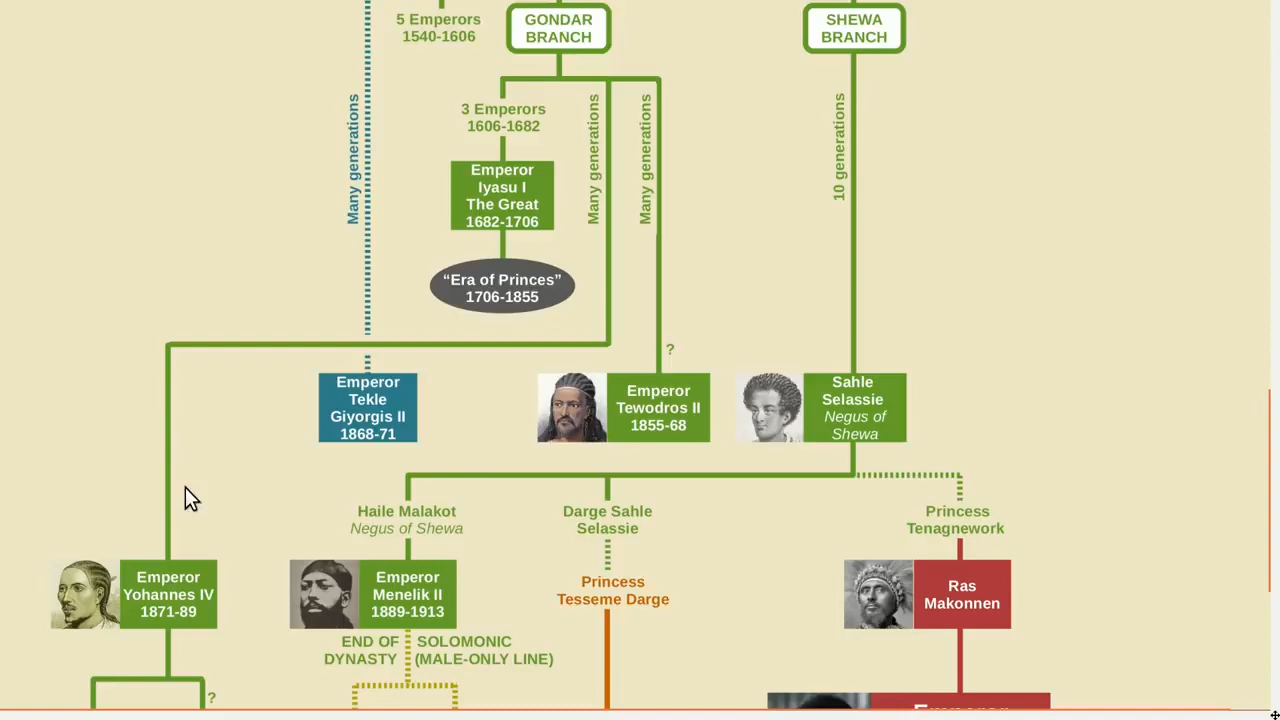 5 Emperors
1540-1606
GONDAR
BRANCH
SHEWA
BRANCH
Many generations
3 Emperors
1606-1682
Many generations
Many generations
10 generations
Emperor
Iyasu I
The Great
1682-1706
“Era of Princes”
1706-1855
?
Emperor
Tekle
Giyorgis II
1868-71
Emperor
Tewodros II
1855-68
Sahle
Selassie
Negus of
Shewa
Haile Malakot
Negus of Shewa
Darge Sahle
Selassie
Princess
Tenagnework
Emperor
Yohannes IV
1871-89
Emperor
Menelik II
1889-1913
Princess
Tesseme Darge
Ras
Makonnen
END OF SOLOMONIC
DYNASTY (MALE-ONLY LINE)
?
Emperor